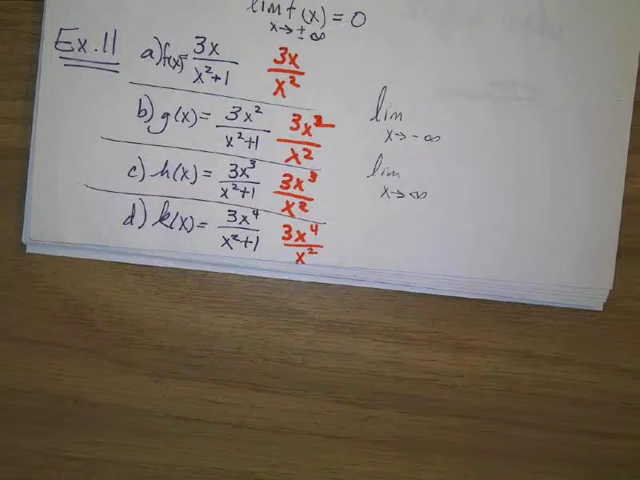 lim f(x) = 0
x→±∞
Ex. 11
a) f(x) = 3x / x²+1   3x / x²
b) g(x) = 3x² / x²+1   3x² / x²
lim x→-∞
c) h(x) = 3x³ / x²+1   3x³ / x²
lim x→∞
d) k(x) = 3x⁴ / x²+1   3x⁴ / x²